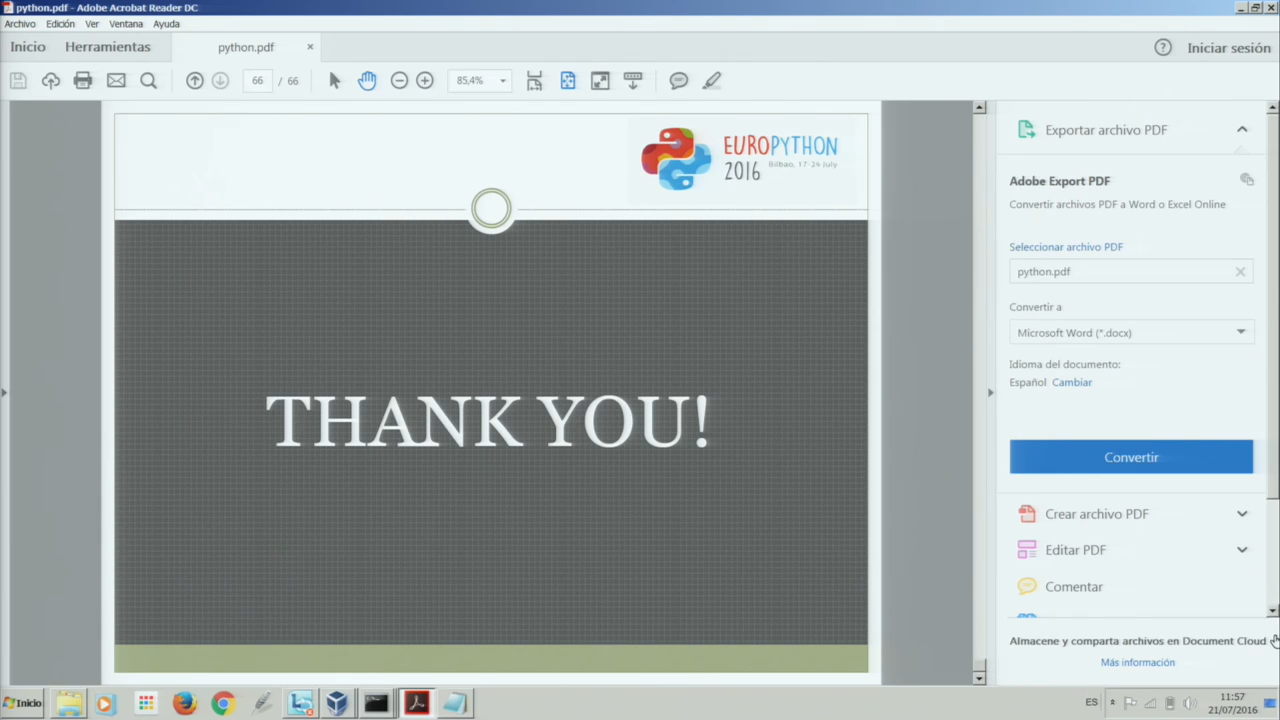 python.pdf - Adobe Acrobat Reader DC
Archivo Edición Ver Ventana Ayuda
Inicio Herramientas python.pdf × Iniciar sesión
66 / 66 85,4%
EUROPYTHON
2016 Bilbao, 17-24 July
THANK YOU!
Exportar archivo PDF
Adobe Export PDF
Convertir archivos PDF a Word o Excel Online
Seleccionar archivo PDF
python.pdf
Convertir a
Microsoft Word (*.docx)
Idioma del documento:
Español Cambiar
Convertir
Crear archivo PDF
Editar PDF
Comentar
Almacene y comparta archivos en Document Cloud
Más información
Inicio
ES
11:57
21/07/2016